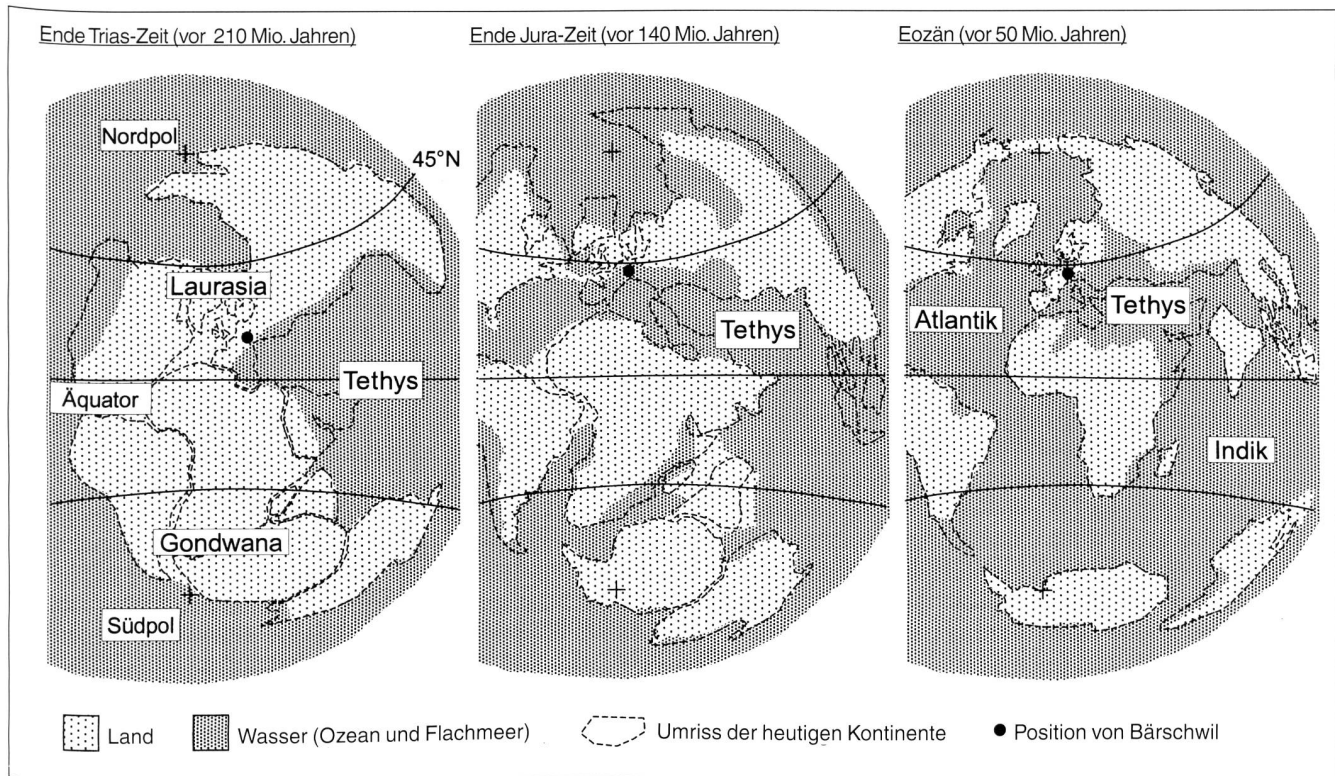 Ende Trias-Zeit (vor 210 Mio. Jahren)
Ende Jura-Zeit (vor 140 Mio. Jahren)
Eozän (vor 50 Mio. Jahren)
Nordpol
45°N
Laurasia
Tethys
Äquator
Gondwana
Südpol
Tethys
Atlantik
Tethys
Indik
Land
Wasser (Ozean und Flachmeer)
Umriss der heutigen Kontinente
Position von Bärschwil